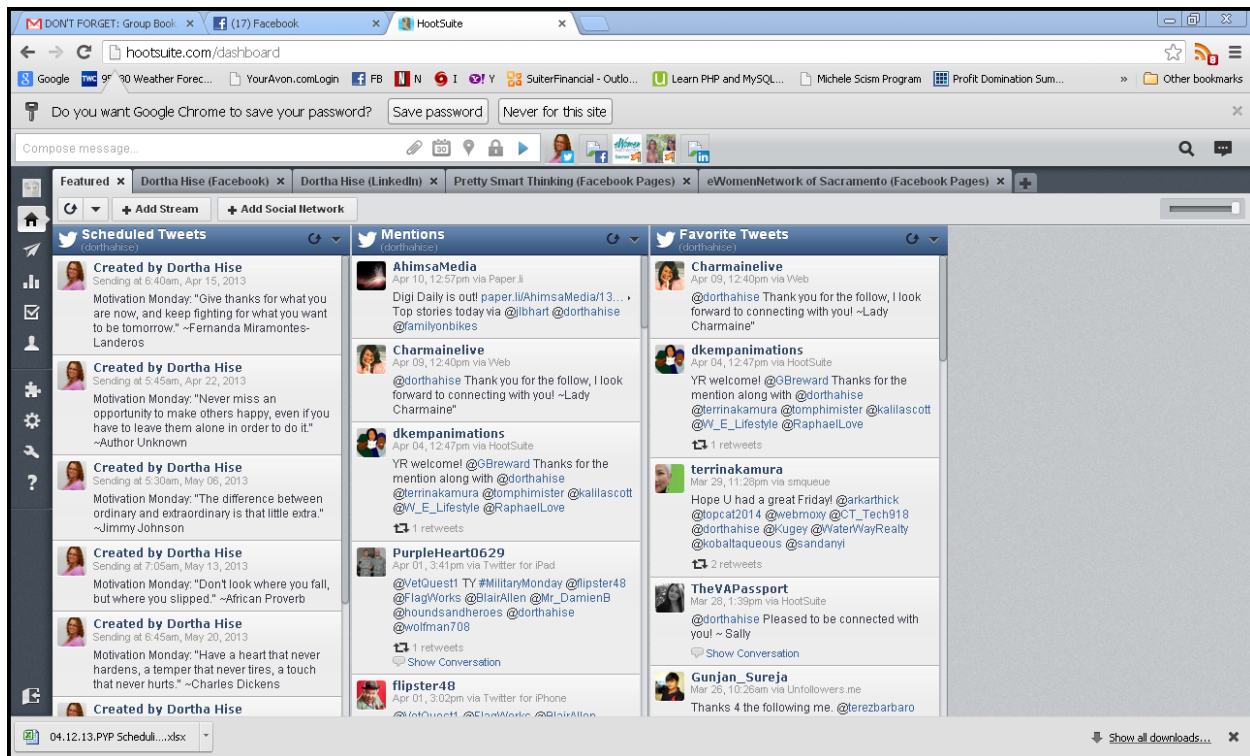 DON'T FORGET: Group Book
(17) Facebook
HootSuite
hootsuite.com/dashboard
Google
YourAvon.comLogin
FB
N
I
Y
SuiterFinancial - Outlo...
Learn PHP and MySQL...
Michele Scism Program
Profit Domination Sum...
»
Other bookmarks
Do you want Google Chrome to save your password?
Save password
Never for this site
Compose message...
30
Featured
Dortha Hise (Facebook)
Dortha Hise (LinkedIn)
Pretty Smart Thinking (Facebook Pages)
eWomenNetwork of Sacramento (Facebook Pages)
+ Add Stream
+ Add Social Network
Scheduled Tweets
(dorthahise)
Created by Dortha Hise
Sending at 6:40am, Apr 15, 2013
Motivation Monday: "Give thanks for what you
are now, and keep fighting for what you want
to be tomorrow." ~Fernanda Miramontes-
Landeros
Created by Dortha Hise
Sending at 5:45am, Apr 22, 2013
Motivation Monday: "Never miss an
opportunity to make others happy, even if you
have to leave them alone in order to do it."
~Author Unknown
Created by Dortha Hise
Sending at 5:30am, May 06, 2013
Motivation Monday: "The difference between
ordinary and extraordinary is that little extra."
~Jimmy Johnson
Created by Dortha Hise
Sending at 7:05am, May 13, 2013
Motivation Monday: "Don't look where you fall,
but where you slipped." ~African Proverb
Created by Dortha Hise
Sending at 6:45am, May 20, 2013
Motivation Monday: "Have a heart that never
hardens, a temper that never tires, a touch
that never hurts." ~Charles Dickens
Created by Dortha Hise
Mentions
(dorthahise)
AhimsaMedia
Apr 10, 12:57pm via Paper.li
Digi Daily is out! paper.li/AhimsaMedia/13... ›
Top stories today via @jlbhart @dorthahise
@familyonbikes
Charmainelive
Apr 09, 12:40pm via Web
@dorthahise Thank you for the follow, I look
forward to connecting with you! ~Lady
Charmaine"
dkempanimations
Apr 04, 12:47pm via HootSuite
YR welcome! @GBreward Thanks for the
mention along with @dorthahise
@terrinakamura @tomphimister @kalilascott
@W_E_Lifestyle @RaphaelLove
1 retweets
PurpleHeart0629
Apr 01, 3:41pm via Twitter for iPad
@VetQuest1 TY #MilitaryMonday @flipster48
@FlagWorks @BlairAllen @Mr_DamienB
@houndsandheroes @dorthahise
@wolfman708
1 retweets
Show Conversation
flipster48
Apr 01, 3:02pm via Twitter for iPhone
@VetQuest1 @FlagWorks @BlairAllen
Favorite Tweets
(dorthahise)
Charmainelive
Apr 09, 12:40pm via Web
@dorthahise Thank you for the follow, I look
forward to connecting with you! ~Lady
Charmaine"
dkempanimations
Apr 04, 12:47pm via HootSuite
YR welcome! @GBreward Thanks for the
mention along with @dorthahise
@terrinakamura @tomphimister @kalilascott
@W_E_Lifestyle @RaphaelLove
1 retweets
terrinakamura
Mar 29, 11:28pm via smqueue
Hope U had a great Friday! @arkarthick
@topcat2014 @webmoxy @CT_Tech918
@dorthahise @Kugey @WaterWayRealty
@kobaltaqueous @sandanyi
2 retweets
TheVAPassport
Mar 28, 1:39pm via HootSuite
@dorthahise Pleased to be connected with
you! ~ Sally
Show Conversation
Gunjan_Sureja
Mar 26, 10:26am via Unfollowers.me
Thanks 4 the following me. @terezbarbaro
04.12.13.PYP Scheduli....xlsx
Show all downloads...